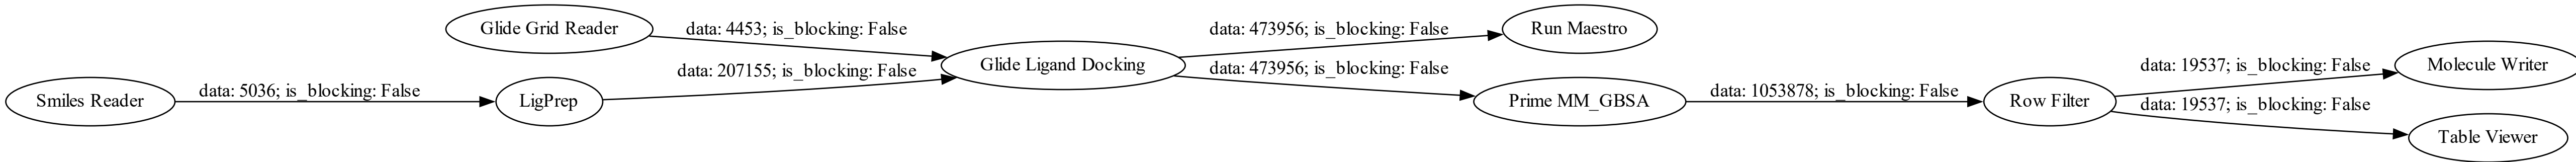 Glide Grid Reader
data: 4453; is_blocking: False
data: 473956; is_blocking: False
Run Maestro
Smiles Reader
data: 5036; is_blocking: False
LigPrep
data: 207155; is_blocking: False
Glide Ligand Docking
data: 473956; is_blocking: False
Prime MM_GBSA
data: 1053878; is_blocking: False
Row Filter
data: 19537; is_blocking: False
Molecule Writer
data: 19537; is_blocking: False
Table Viewer